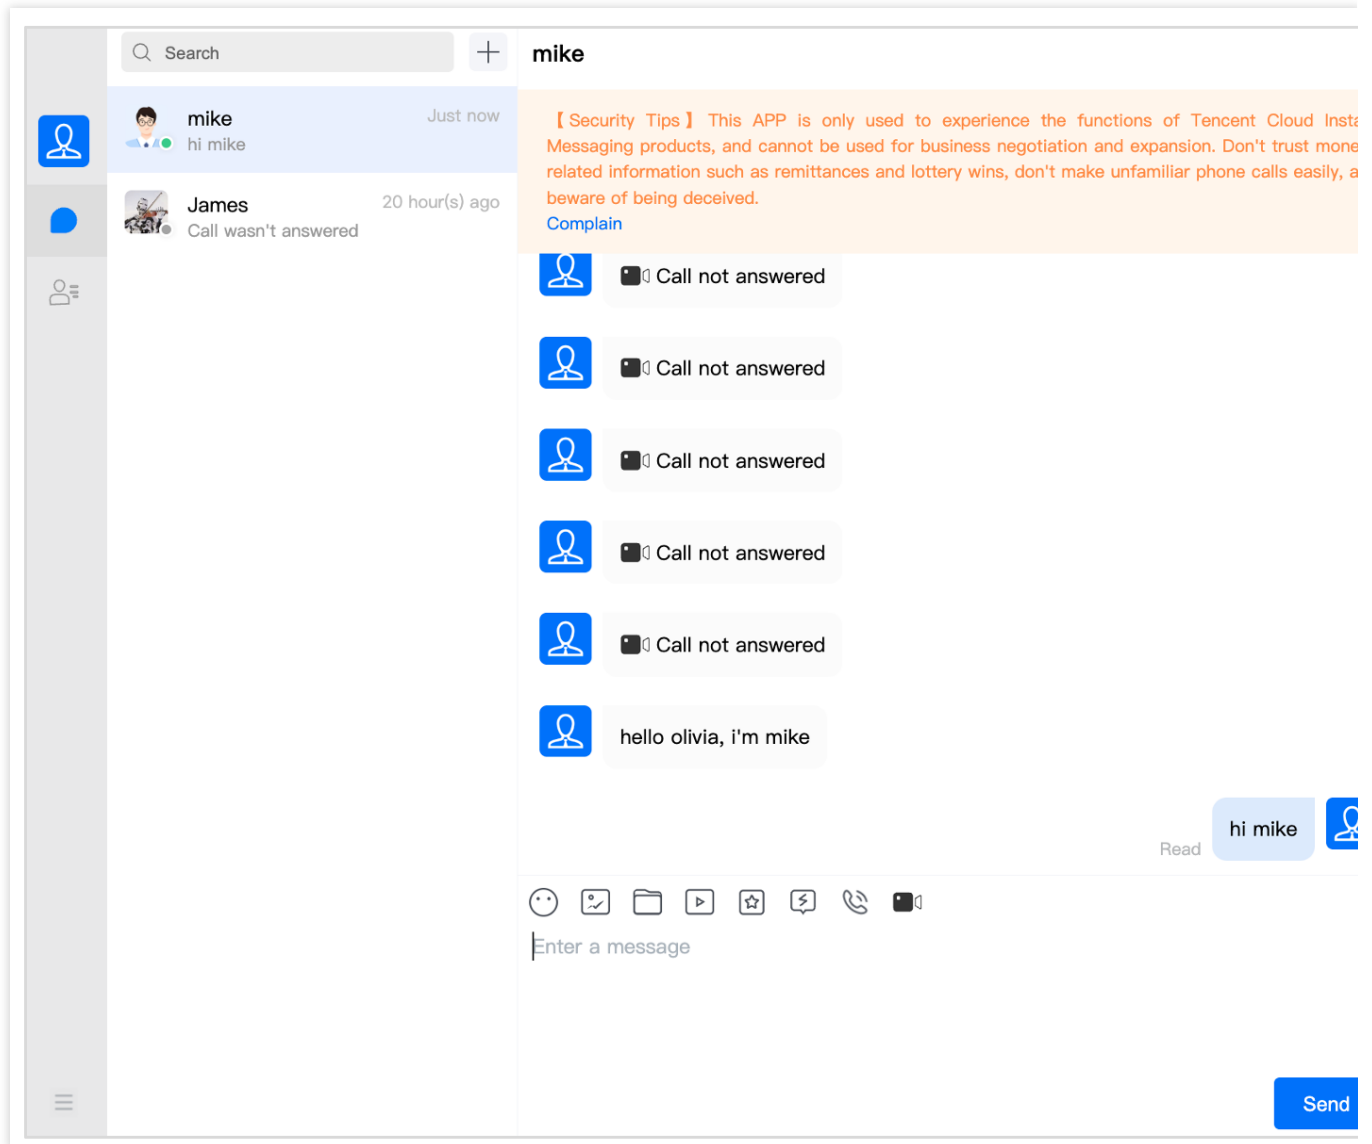 Search
mike
mike
Just now
hi mike
James
20 hour(s) ago
Call wasn't answered
【Security Tips】This APP is only used to experience the functions of Tencent Cloud Insta
Messaging products, and cannot be used for business negotiation and expansion. Don't trust mone
related information such as remittances and lottery wins, don't make unfamiliar phone calls easily, a
beware of being deceived.
Complain
Call not answered
Call not answered
Call not answered
Call not answered
Call not answered
hello olivia, i'm mike
hi mike
Read
Enter a message
Send